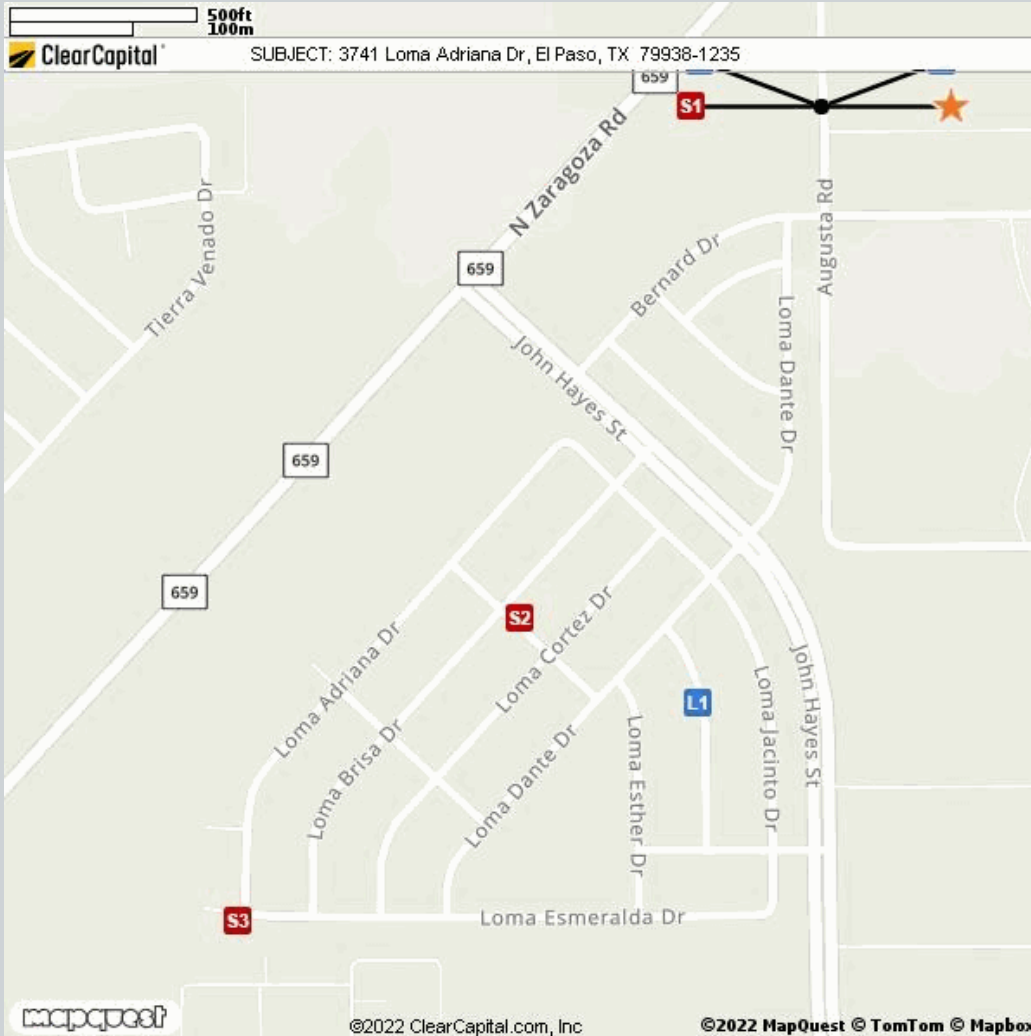 500ft
100m
ClearCapital
SUBJECT: 3741 Loma Adriana Dr, El Paso, TX 79938-1235
659
S1
N Zaragoza Rd
Tierra Venado Dr
Angntsng Rd
Bernard Dr
659
Loma Dante Dr
John Hayes St
659
659
S2
Loma Cortez Dr
Loma Adriana Dr
John Hayes St
L1
Loma Jacinto Dr
Loma Brisa Dr
Loma Dante Dr
Loma Esther Dr
S3
Loma Esmeralda Dr
mapquest
©2022 ClearCapital.com, Inc
©2022 MapQuest © TomTom © Mapbox